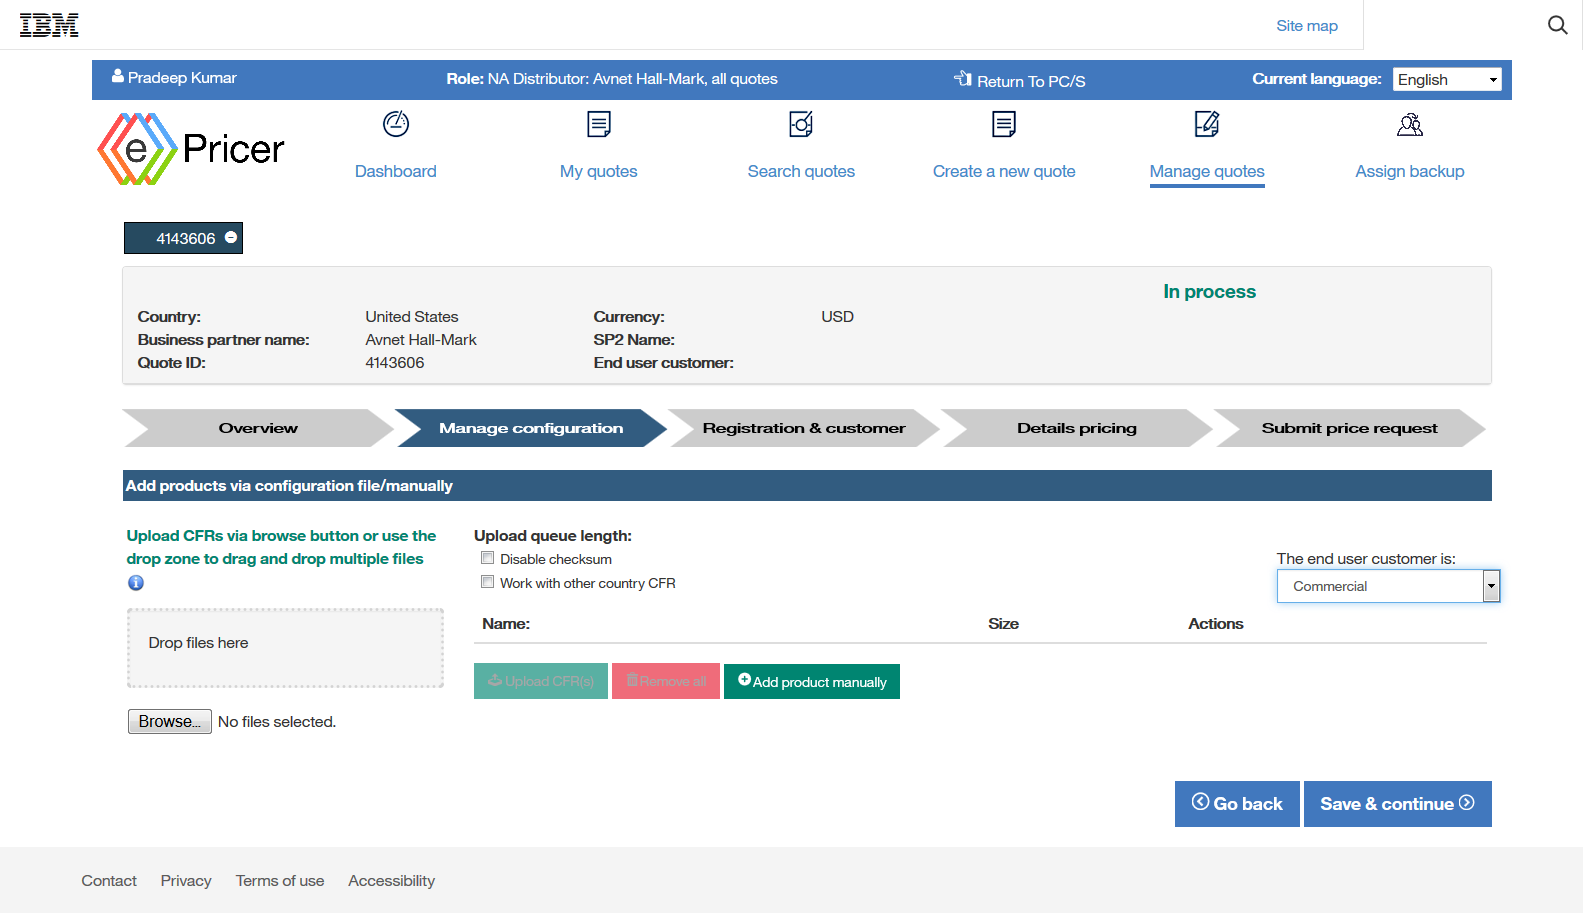 IBM
Site map
Pradeep Kumar
Role: NA Distributor: Avnet Hall-Mark, all quotes
Return To PC/S
Current language: English
e Pricer
Dashboard
My quotes
Search quotes
Create a new quote
Manage quotes
Assign backup
4143606
In process
Country: United States Currency: USD
Business partner name: Avnet Hall-Mark SP2 Name:
Quote ID: 4143606 End user customer:
Overview
Manage configuration
Registration & customer
Details pricing
Submit price request
Add products via configuration file/manually
Upload CFRs via browse button or use the
drop zone to drag and drop multiple files
Drop files here
Browse... No files selected.
Upload queue length:
Disable checksum
Work with other country CFR
The end user customer is:
Commercial
Name: Size Actions
Upload CFR(s) Remove all Add product manually
Go back Save & continue
Contact Privacy Terms of use Accessibility